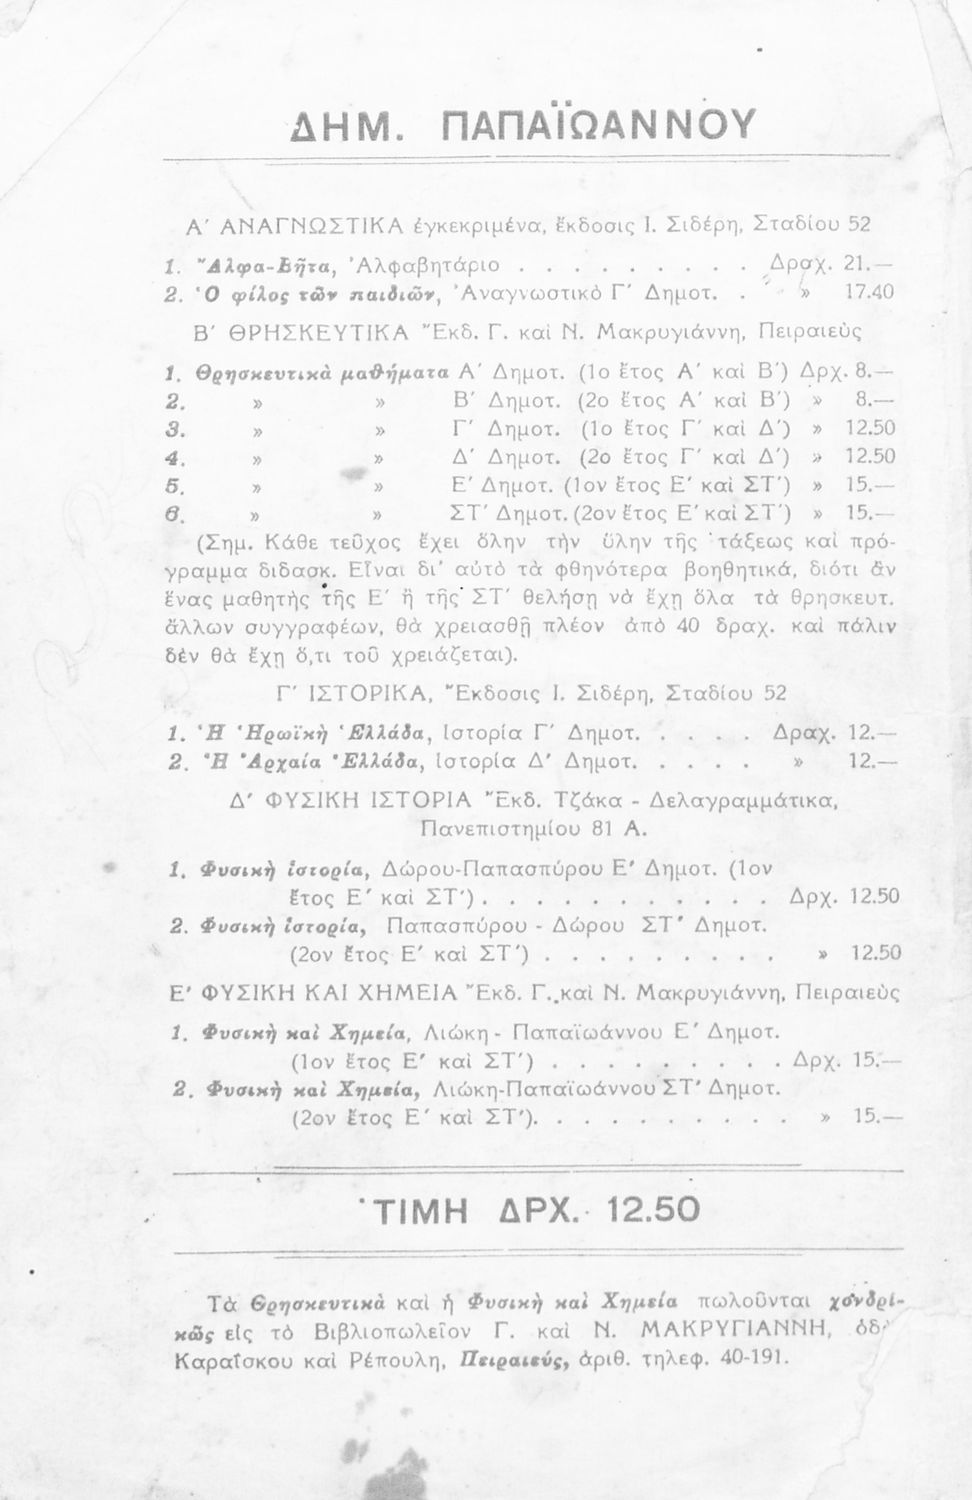 ΔΗΜ. ΠΑΠΑΪΩΑΝΝΟΥ
Α΄ ΑΝΑΓΝΩΣΤΙΚΑ ἐγκεκριμένα, ἔκδοσις Ι. Σιδέρη, Σταδίου 52
1. Ἄλφα-Βῆτα, Ἀλφαβητάριο . . . . . . . . . Δραχ. 21.—
2. Ὁ φίλος τῶν παιδιῶν, Ἀναγνωστικὸ Γ΄ Δημοτ. . » 17.40
Β΄ ΘΡΗΣΚΕΥΤΙΚΑ Ἔκδ. Γ. καὶ Ν. Μακρυγιάννη, Πειραιεὺς
1. Θρησκευτικὰ μαθήματα Α΄ Δημοτ. (1ο ἔτος Α΄ καὶ Β΄) Δρχ. 8.—
2. » » Β΄ Δημοτ. (2ο ἔτος Α΄ καὶ Β΄) » 8.—
3. » » Γ΄ Δημοτ. (1ο ἔτος Γ΄ καὶ Δ΄) » 12.50
4. » » Δ΄ Δημοτ. (2ο ἔτος Γ΄ καὶ Δ΄) » 12.50
5. » » Ε΄ Δημοτ. (1ον ἔτος Ε΄ καὶ ΣΤ΄) » 15.—
6. » » ΣΤ΄ Δημοτ. (2ον ἔτος Ε΄ καὶ ΣΤ΄) » 15.—
(Σημ. Κάθε τεῦχος ἔχει ὅλην τὴν ὕλην τῆς τάξεως καὶ πρό-
γραμμα διδασκ. Εἶναι δι' αὐτὸ τὰ φθηνότερα βοηθητικά, διότι ἂν
ἕνας μαθητὴς τῆς Ε΄ ἢ τῆς ΣΤ΄ θελήσῃ νὰ ἔχῃ ὅλα τὰ θρησκευτ.
ἄλλων συγγραφέων, θὰ χρειασθῇ πλέον ἀπὸ 40 δραχ. καὶ πάλιν
δὲν θὰ ἔχῃ ὅ,τι τοῦ χρειάζεται).
Γ΄ ΙΣΤΟΡΙΚΑ, Ἔκδοσις Ι. Σιδέρη, Σταδίου 52
1. Ἡ Ἡρωϊκὴ Ἑλλάδα, Ἱστορία Γ΄ Δημοτ. . . . . Δραχ. 12.—
2. Ἡ Ἀρχαία Ἑλλάδα, Ἱστορία Δ΄ Δημοτ. . . . . » 12.—
Δ΄ ΦΥΣΙΚΗ ΙΣΤΟΡΙΑ Ἔκδ. Τζάκα - Δελαγραμμάτικα,
Πανεπιστημίου 81 Α.
1. Φυσικὴ ἱστορία, Δώρου-Παπασπύρου Ε΄ Δημοτ. (1ον
ἔτος Ε΄ καὶ ΣΤ΄) . . . . . . . . . . . Δρχ. 12.50
2. Φυσικὴ ἱστορία, Παπασπύρου - Δώρου ΣΤ΄ Δημοτ.
(2ον ἔτος Ε΄ καὶ ΣΤ΄) . . . . . . . . . » 12.50
Ε΄ ΦΥΣΙΚΗ ΚΑΙ ΧΗΜΕΙΑ Ἔκδ. Γ. καὶ Ν. Μακρυγιάννη, Πειραιεὺς
1. Φυσικὴ καὶ Χημεία, Λιώκη - Παπαϊωάννου Ε΄ Δημοτ.
(1ον ἔτος Ε΄ καὶ ΣΤ΄) . . . . . . . . . Δρχ. 15.—
2. Φυσικὴ καὶ Χημεία, Λιώκη-Παπαϊωάννου ΣΤ΄ Δημοτ.
(2ον ἔτος Ε΄ καὶ ΣΤ΄). . . . . . . . . . » 15.—
ΤΙΜΗ ΔΡΧ. 12.50
Τὰ Θρησκευτικὰ καὶ ἡ Φυσικὴ καὶ Χημεία πωλοῦνται χονδρι-
κῶς εἰς τὸ Βιβλιοπωλεῖον Γ. καὶ Ν. ΜΑΚΡΥΓΙΑΝΝΗ,
Καραΐσκου καὶ Ρέπουλη, Πειραιεύς, ἀριθ. τηλεφ. 40-191.